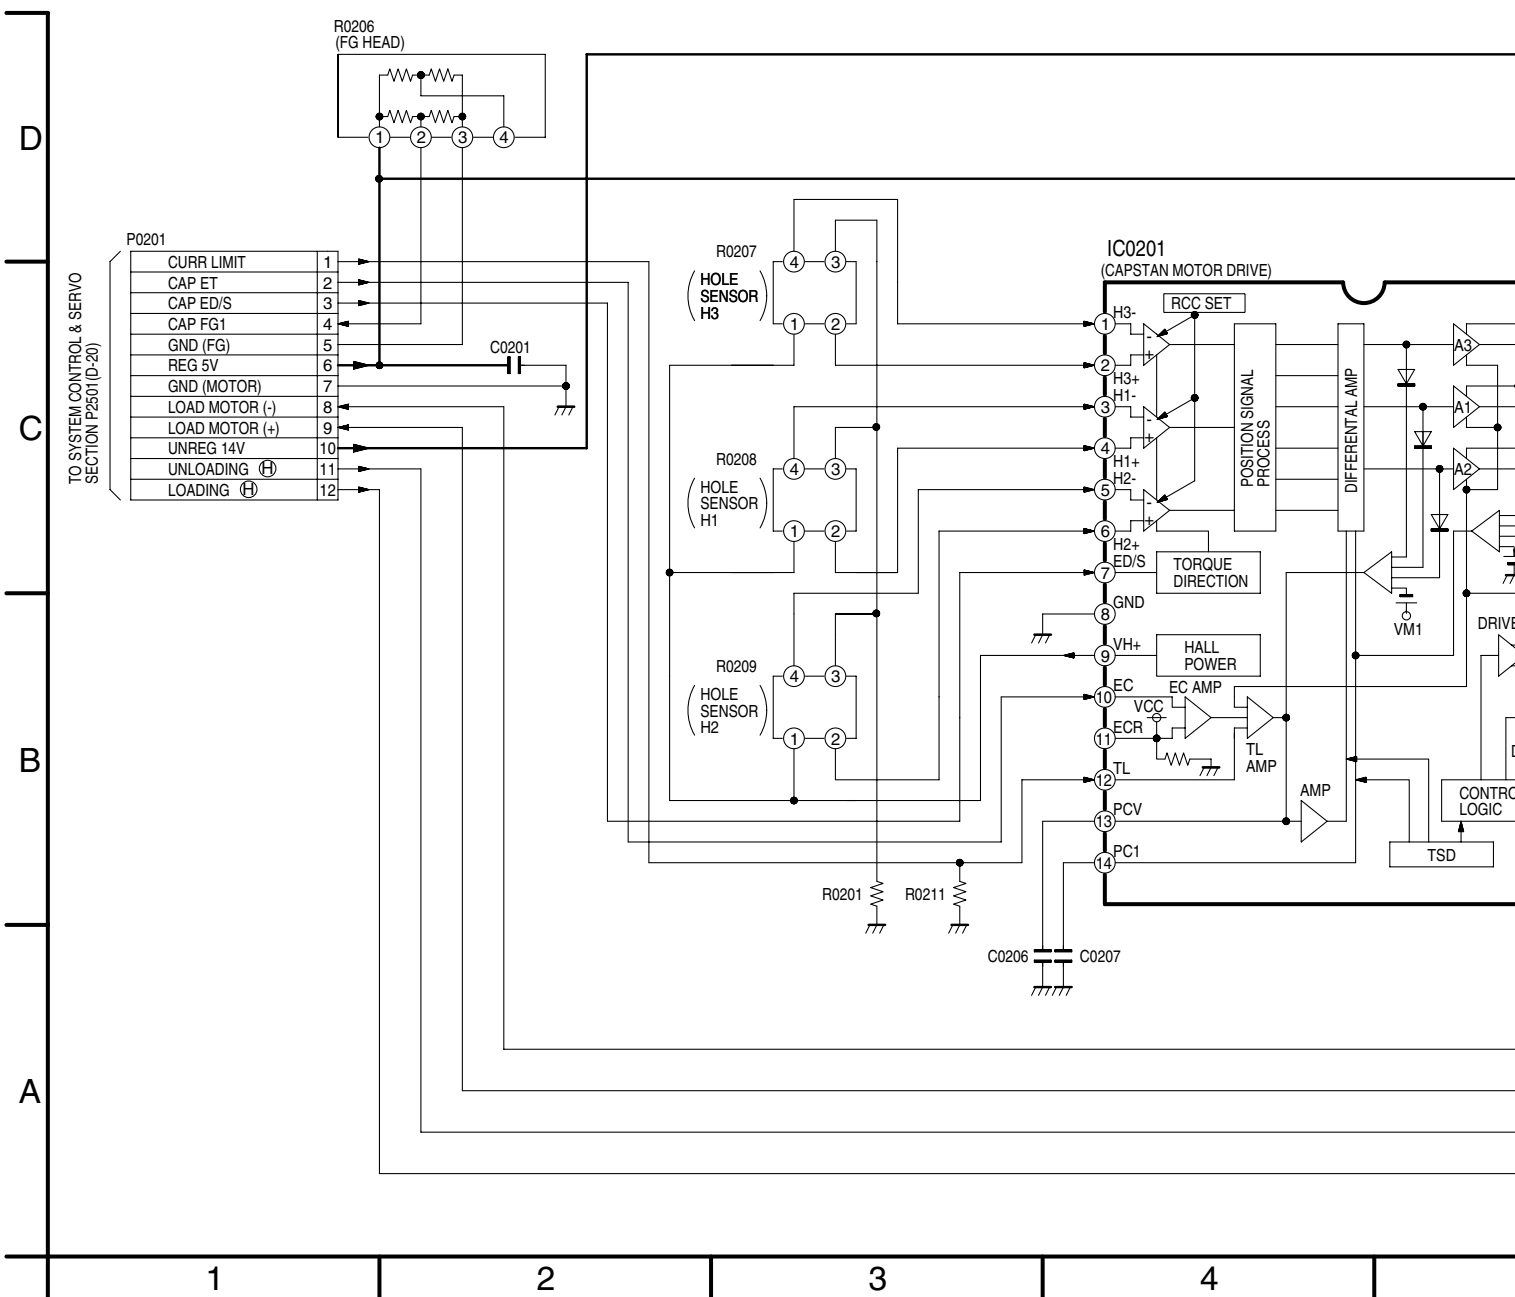 R0206
(FG HEAD)
1 2 3 4
D
P0201
TO SYSTEM CONTROL & SERVO
SECTION P2501(D-20)
CURR LIMIT 1
CAP ET 2
CAP ED/S 3
CAP FG1 4
GND (FG) 5
REG 5V 6
GND (MOTOR) 7
LOAD MOTOR (-) 8
LOAD MOTOR (+) 9
UNREG 14V 10
UNLOADING H 11
LOADING H 12
C
C0201
R0207
(HOLE
SENSOR
H3)
4 3
1 2
R0208
(HOLE
SENSOR
H1)
4 3
1 2
R0209
(HOLE
SENSOR
H2)
4 3
1 2
R0201
R0211
C0206
C0207
IC0201
(CAPSTAN MOTOR DRIVE)
RCC SET
1 H3-
2 H3+
3 H1-
4 H1+
5 H2-
6 H2+
7 ED/S
8 GND
9 VH+
10 EC
11 ECR
12 TL
13 PCV
14 PC1
- +
- +
- +
POSITION SIGNAL
PROCESS
DIFFERENTAL AMP
A3
A1
A2
TORQUE
DIRECTION
HALL
POWER
EC AMP
VCC
TL
AMP
AMP
VM1
DRIVE
CONTRO
LOGIC
TSD
B
A
1 2 3 4